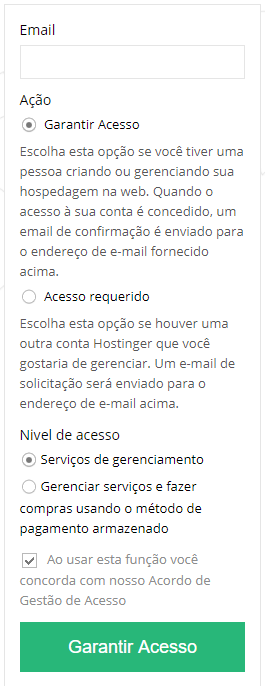 Email
Ação
Garantir Acesso
Escolha esta opção se você tiver uma
pessoa criando ou gerenciando sua
hospedagem na web. Quando o
acesso à sua conta é concedido, um
email de confirmação é enviado para
o endereço de e-mail fornecido
acima.
Acesso requerido
Escolha esta opção se houver uma
outra conta Hostinger que você
gostaria de gerenciar. Um e-mail de
solicitação será enviado para o
endereço de e-mail acima.
Nivel de acesso
Serviços de gerenciamento
Gerenciar serviços e fazer
compras usando o método de
pagamento armazenado
Ao usar esta função você
concorda com nosso Acordo de
Gestão de Acesso
Garantir Acesso